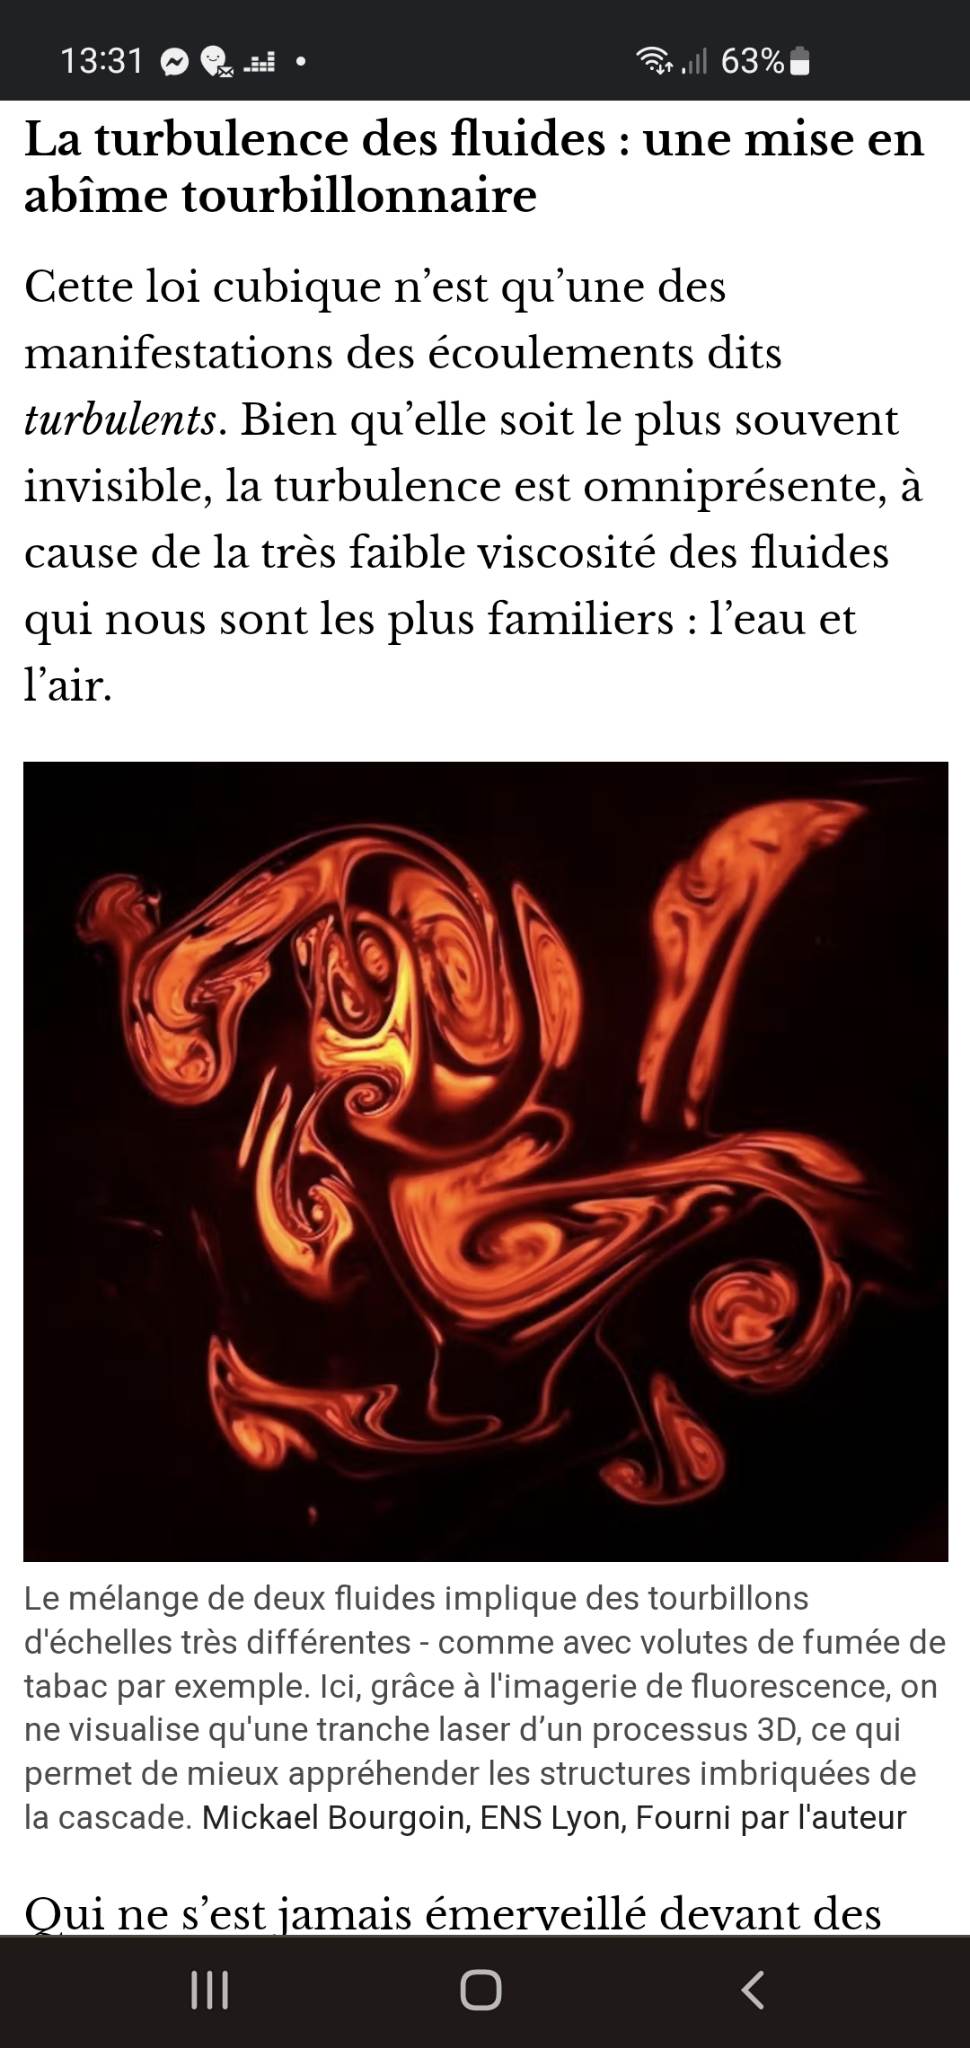 13:31
63%
La turbulence des fluides : une mise en
abîme tourbillonnaire
Cette loi cubique n’est qu’une des
manifestations des écoulements dits
turbulents. Bien qu’elle soit le plus souvent
invisible, la turbulence est omniprésente, à
cause de la très faible viscosité des fluides
qui nous sont les plus familiers : l’eau et
l’air.
Le mélange de deux fluides implique des tourbillons
d'échelles très différentes - comme avec volutes de fumée de
tabac par exemple. Ici, grâce à l'imagerie de fluorescence, on
ne visualise qu'une tranche laser d’un processus 3D, ce qui
permet de mieux appréhender les structures imbriquées de
la cascade. Mickael Bourgoin, ENS Lyon, Fourni par l'auteur
Qui ne s’est jamais émerveillé devant des